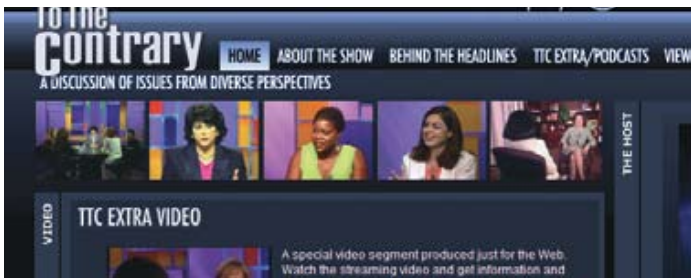 To The
Contrary
HOME ABOUT THE SHOW BEHIND THE HEADLINES TTC EXTRA/PODCASTS VIEW
A DISCUSSION OF ISSUES FROM DIVERSE PERSPECTIVES
THE HOST
VIDEO
TTC EXTRA VIDEO
A special video segment produced just for the Web.
Watch the streaming video and get information and